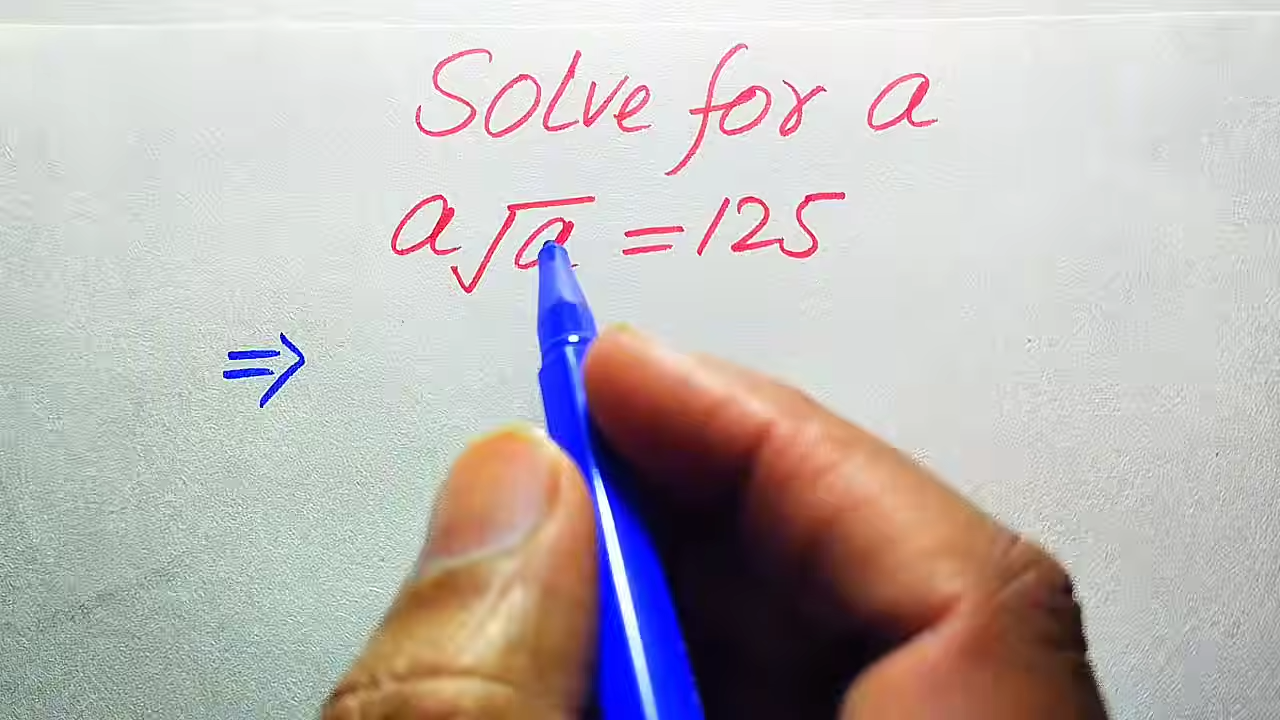 Solve for a
a√a = 125
⇒